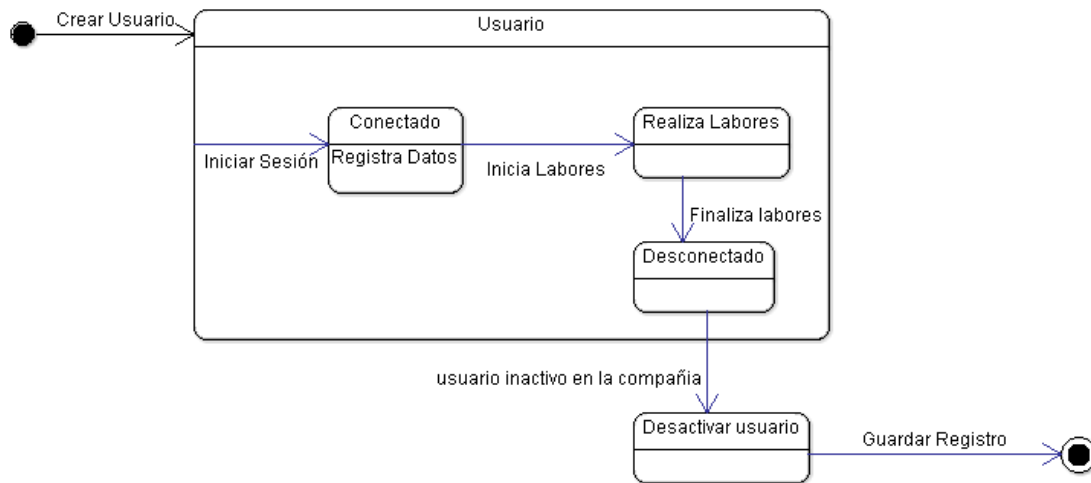 Crear Usuario
Usuario
Conectado
Registra Datos
Realiza Labores
Iniciar Sesión
Inicia Labores
Finaliza labores
Desconectado
usuario inactivo en la compañia
Desactivar usuario
Guardar Registro